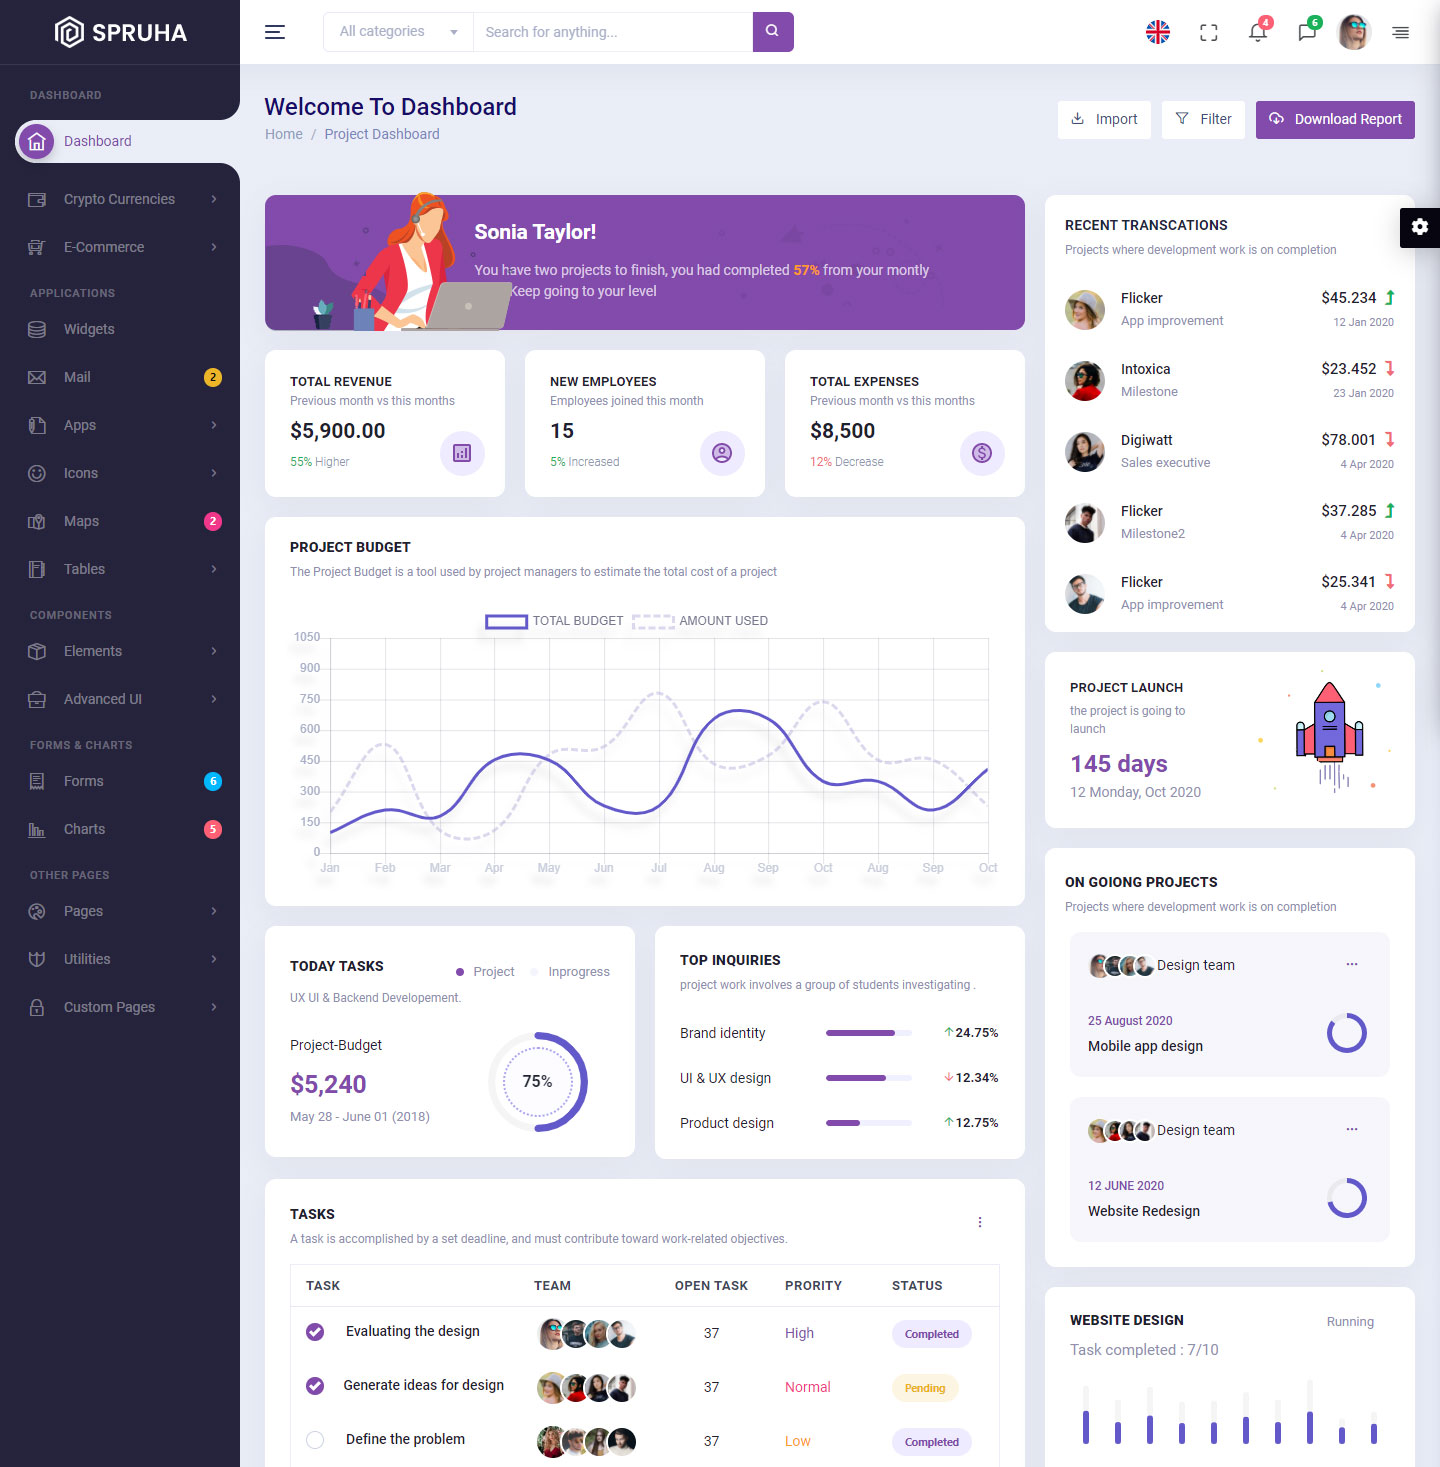 SPRUHA
DASHBOARD
Dashboard
Crypto Currencies
E-Commerce
APPLICATIONS
Widgets
Mail
2
Apps
Icons
Maps
2
Tables
COMPONENTS
Elements
Advanced UI
FORMS & CHARTS
Forms
6
Charts
5
OTHER PAGES
Pages
Utilities
Custom Pages
All categories
Search for anything...
4
6
Welcome To Dashboard
Home / Project Dashboard
Import
Filter
Download Report
Sonia Taylor!
You have two projects to finish, you had completed 57% from your montly
Keep going to your level
TOTAL REVENUE
Previous month vs this months
$5,900.00
55% Higher
NEW EMPLOYEES
Employees joined this month
15
5% Increased
TOTAL EXPENSES
Previous month vs this months
$8,500
12% Decrease
PROJECT BUDGET
The Project Budget is a tool used by project managers to estimate the total cost of a project
TOTAL BUDGET AMOUNT USED
1050
900
750
600
450
300
150
0
Jan Feb Mar Apr May Jun Jul Aug Sep Oct Aug Sep Oct
TODAY TASKS
Project Inprogress
UX UI & Backend Developement.
Project-Budget
$5,240
May 28 - June 01 (2018)
75%
TOP INQUIRIES
project work involves a group of students investigating .
Brand identity 24.75%
UI & UX design 12.34%
Product design 12.75%
TASKS
A task is accomplished by a set deadline, and must contribute toward work-related objectives.
TASK TEAM OPEN TASK PRORITY STATUS
Evaluating the design 37 High Completed
Generate ideas for design 37 Normal Pending
Define the problem 37 Low Completed
RECENT TRANSCATIONS
Projects where development work is on completion
Flicker $45.234
App improvement 12 Jan 2020
Intoxica $23.452
Milestone 23 Jan 2020
Digiwatt $78.001
Sales executive 4 Apr 2020
Flicker $37.285
Milestone2 4 Apr 2020
Flicker $25.341
App improvement 4 Apr 2020
PROJECT LAUNCH
the project is going to
launch
145 days
12 Monday, Oct 2020
ON GOIONG PROJECTS
Projects where development work is on completion
Design team
25 August 2020
Mobile app design
Design team
12 JUNE 2020
Website Redesign
WEBSITE DESIGN
Running
Task completed : 7/10